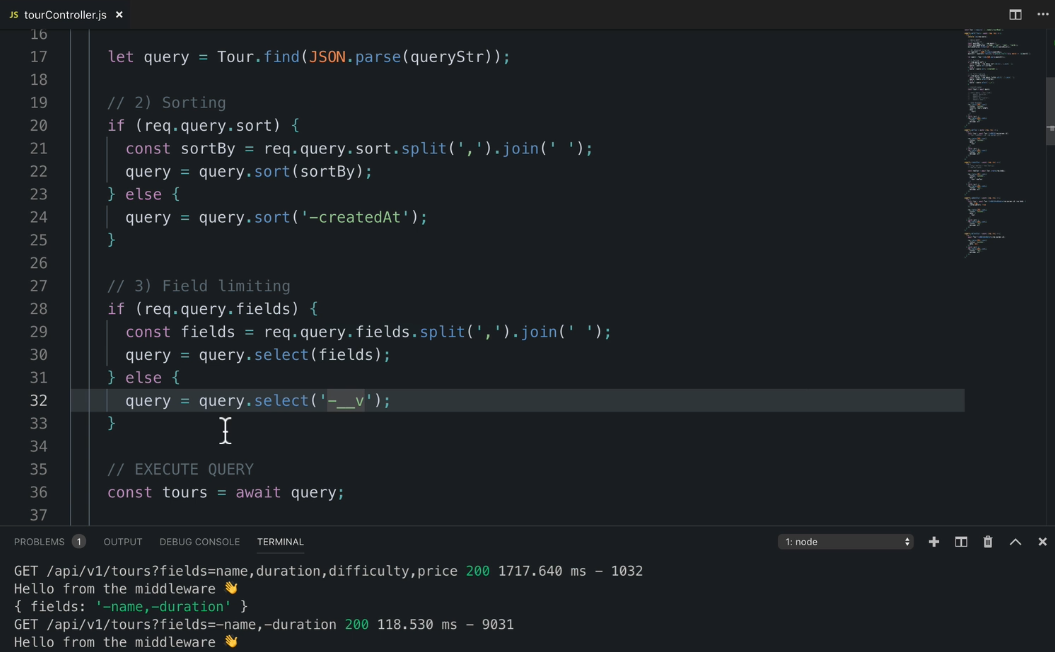 JS tourController.js ×
16
17 let query = Tour.find(JSON.parse(queryStr));
18
19 // 2) Sorting
20 if (req.query.sort) {
21 const sortBy = req.query.sort.split(',').join(' ');
22 query = query.sort(sortBy);
23 } else {
24 query = query.sort('-createdAt');
25 }
26
27 // 3) Field limiting
28 if (req.query.fields) {
29 const fields = req.query.fields.split(',').join(' ');
30 query = query.select(fields);
31 } else {
32 query = query.select('-__v');
33 }
34
35 // EXECUTE QUERY
36 const tours = await query;
37
PROBLEMS 1 OUTPUT DEBUG CONSOLE TERMINAL 1: node
GET /api/v1/tours?fields=name,duration,difficulty,price 200 1717.640 ms – 1032
Hello from the middleware 👋
{ fields: '-name,-duration' }
GET /api/v1/tours?fields=-name,-duration 200 118.530 ms – 9031
Hello from the middleware 👋